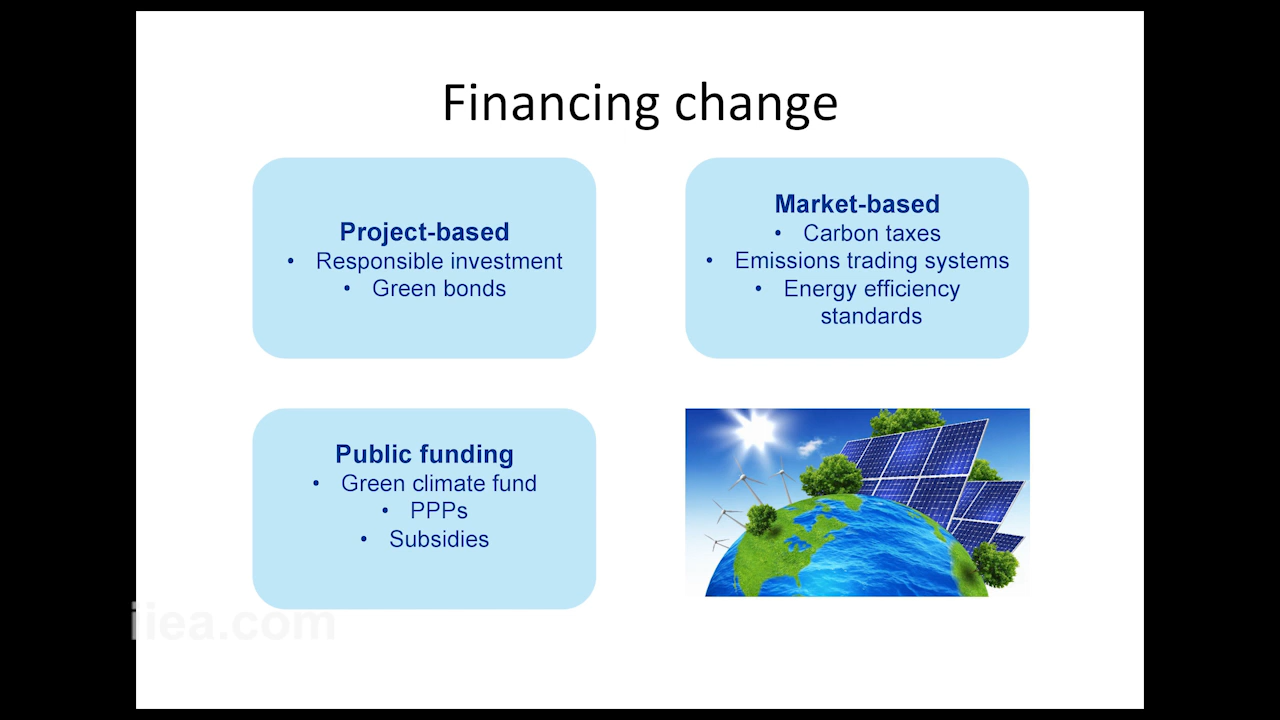 Financing change
Project-based
• Responsible investment
• Green bonds
Market-based
• Carbon taxes
• Emissions trading systems
• Energy efficiency
standards
Public funding
• Green climate fund
• PPPs
• Subsidies
iiea.com